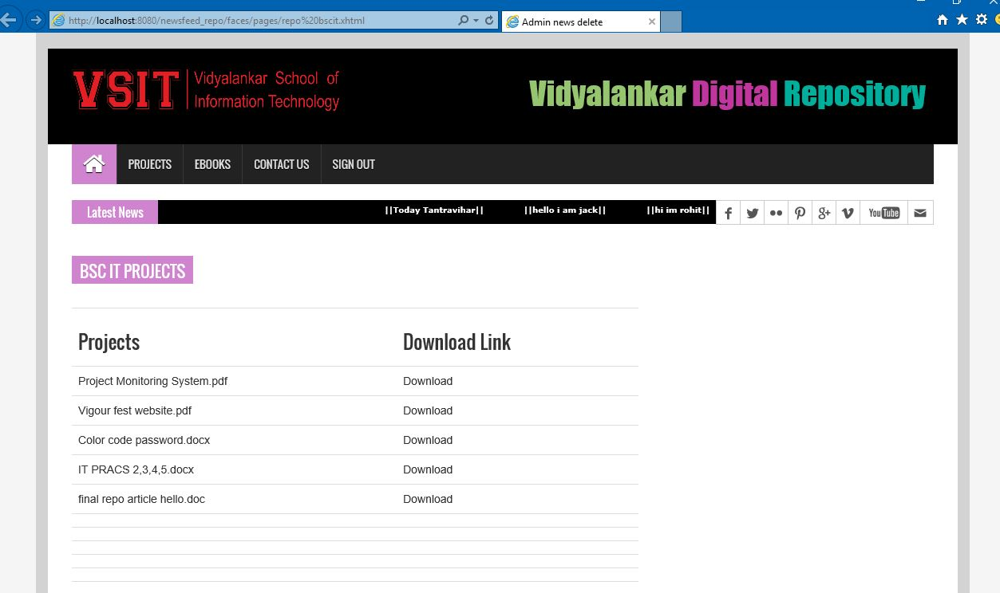 http://localhost:8080/newsfeed_repo/faces/pages/repo%20bscit.xhtml
Admin news delete
VSIT
Vidyalankar School of
Information Technology
Vidyalankar Digital Repository
PROJECTS EBOOKS CONTACT US SIGN OUT
Latest News ||Today Tantravihar|| ||hello i am jack|| ||hi im rohit|| g+ YouTube
BSC IT PROJECTS
Projects Download Link
Project Monitoring System.pdf Download
Vigour fest website.pdf Download
Color code password.docx Download
IT PRACS 2,3,4,5.docx Download
final repo article hello.doc Download